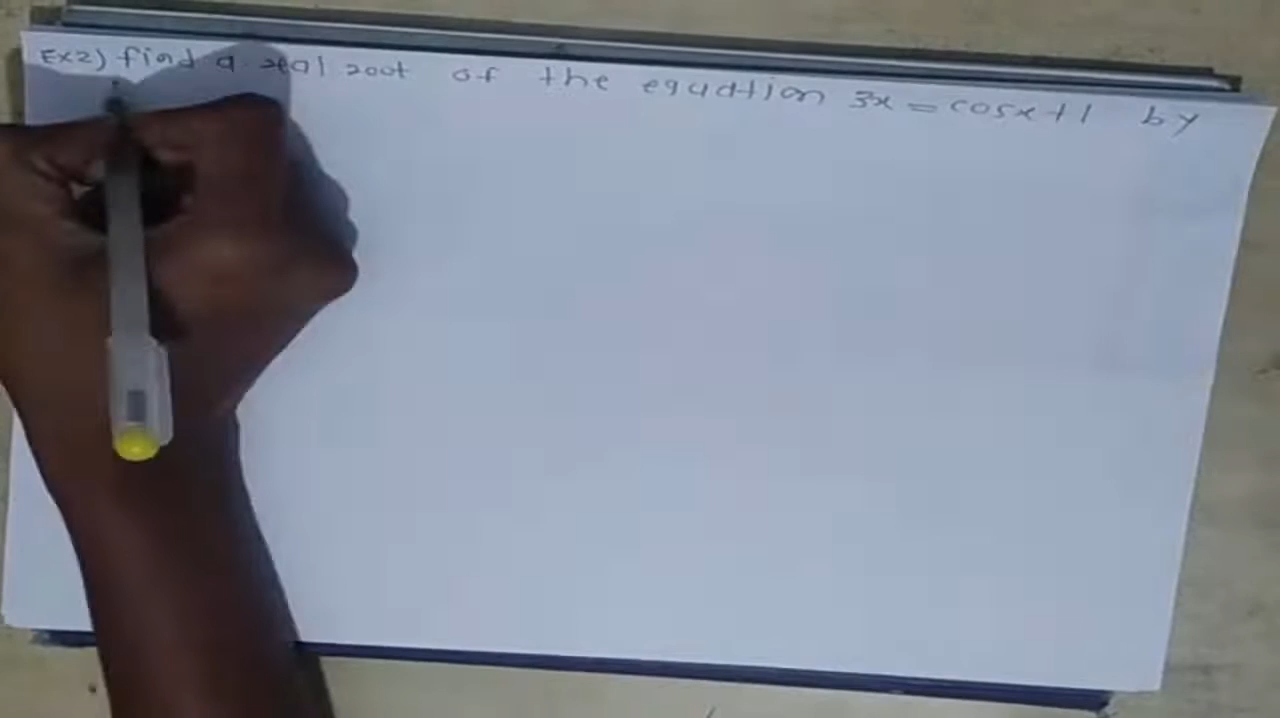 Ex2) find a real root of the equation 3x = cosx+1 by